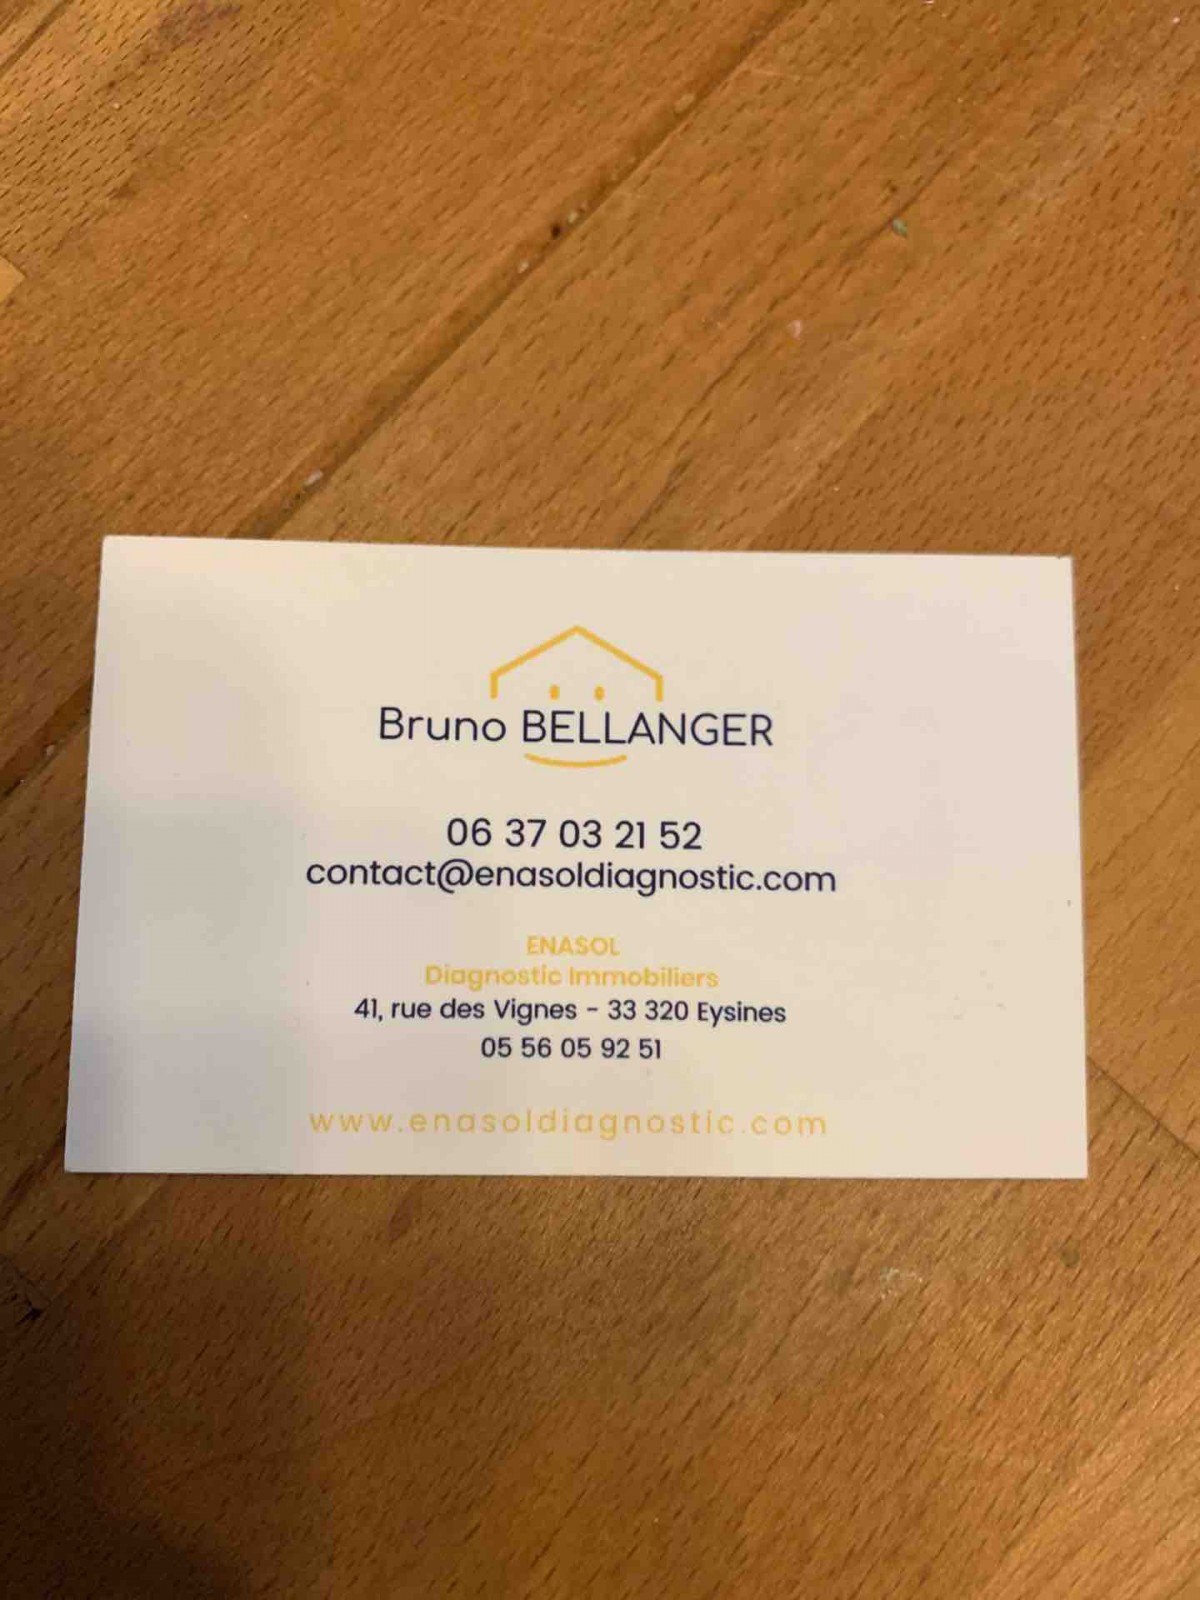 Bruno BELLANGER
06 37 03 21 52
contact@enasoldiagnostic.com
ENASOL
Diagnostic Immobiliers
41, rue des Vignes - 33 320 Eysines
05 56 05 92 51
www.enasoldiagnostic.com